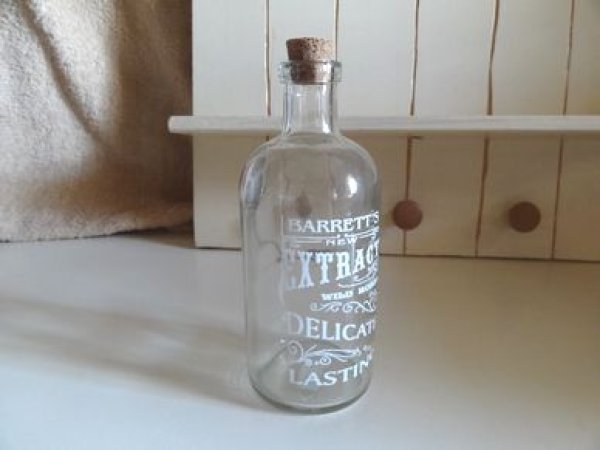 BARRETT'S
NEW
EXTRACT
WILD
DELICAT
LASTIN